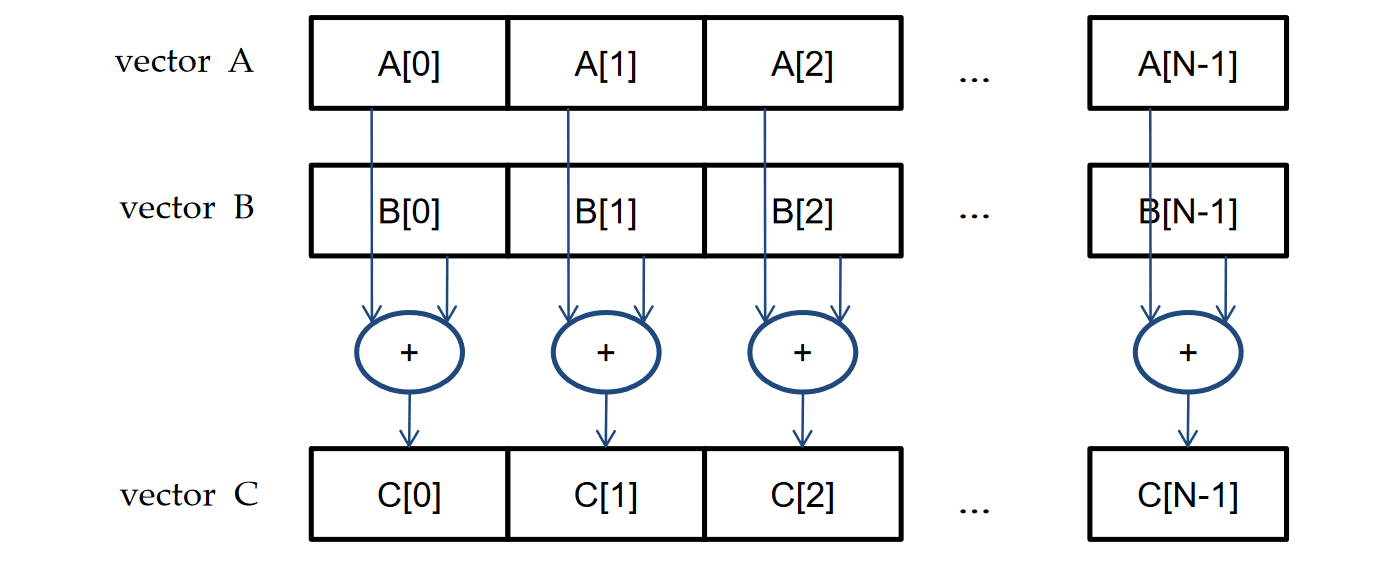 vector A A[0] A[1] A[2] ... A[N-1]
vector B B[0] B[1] B[2] ... B[N-1]
+ + + +
vector C C[0] C[1] C[2] ... C[N-1]